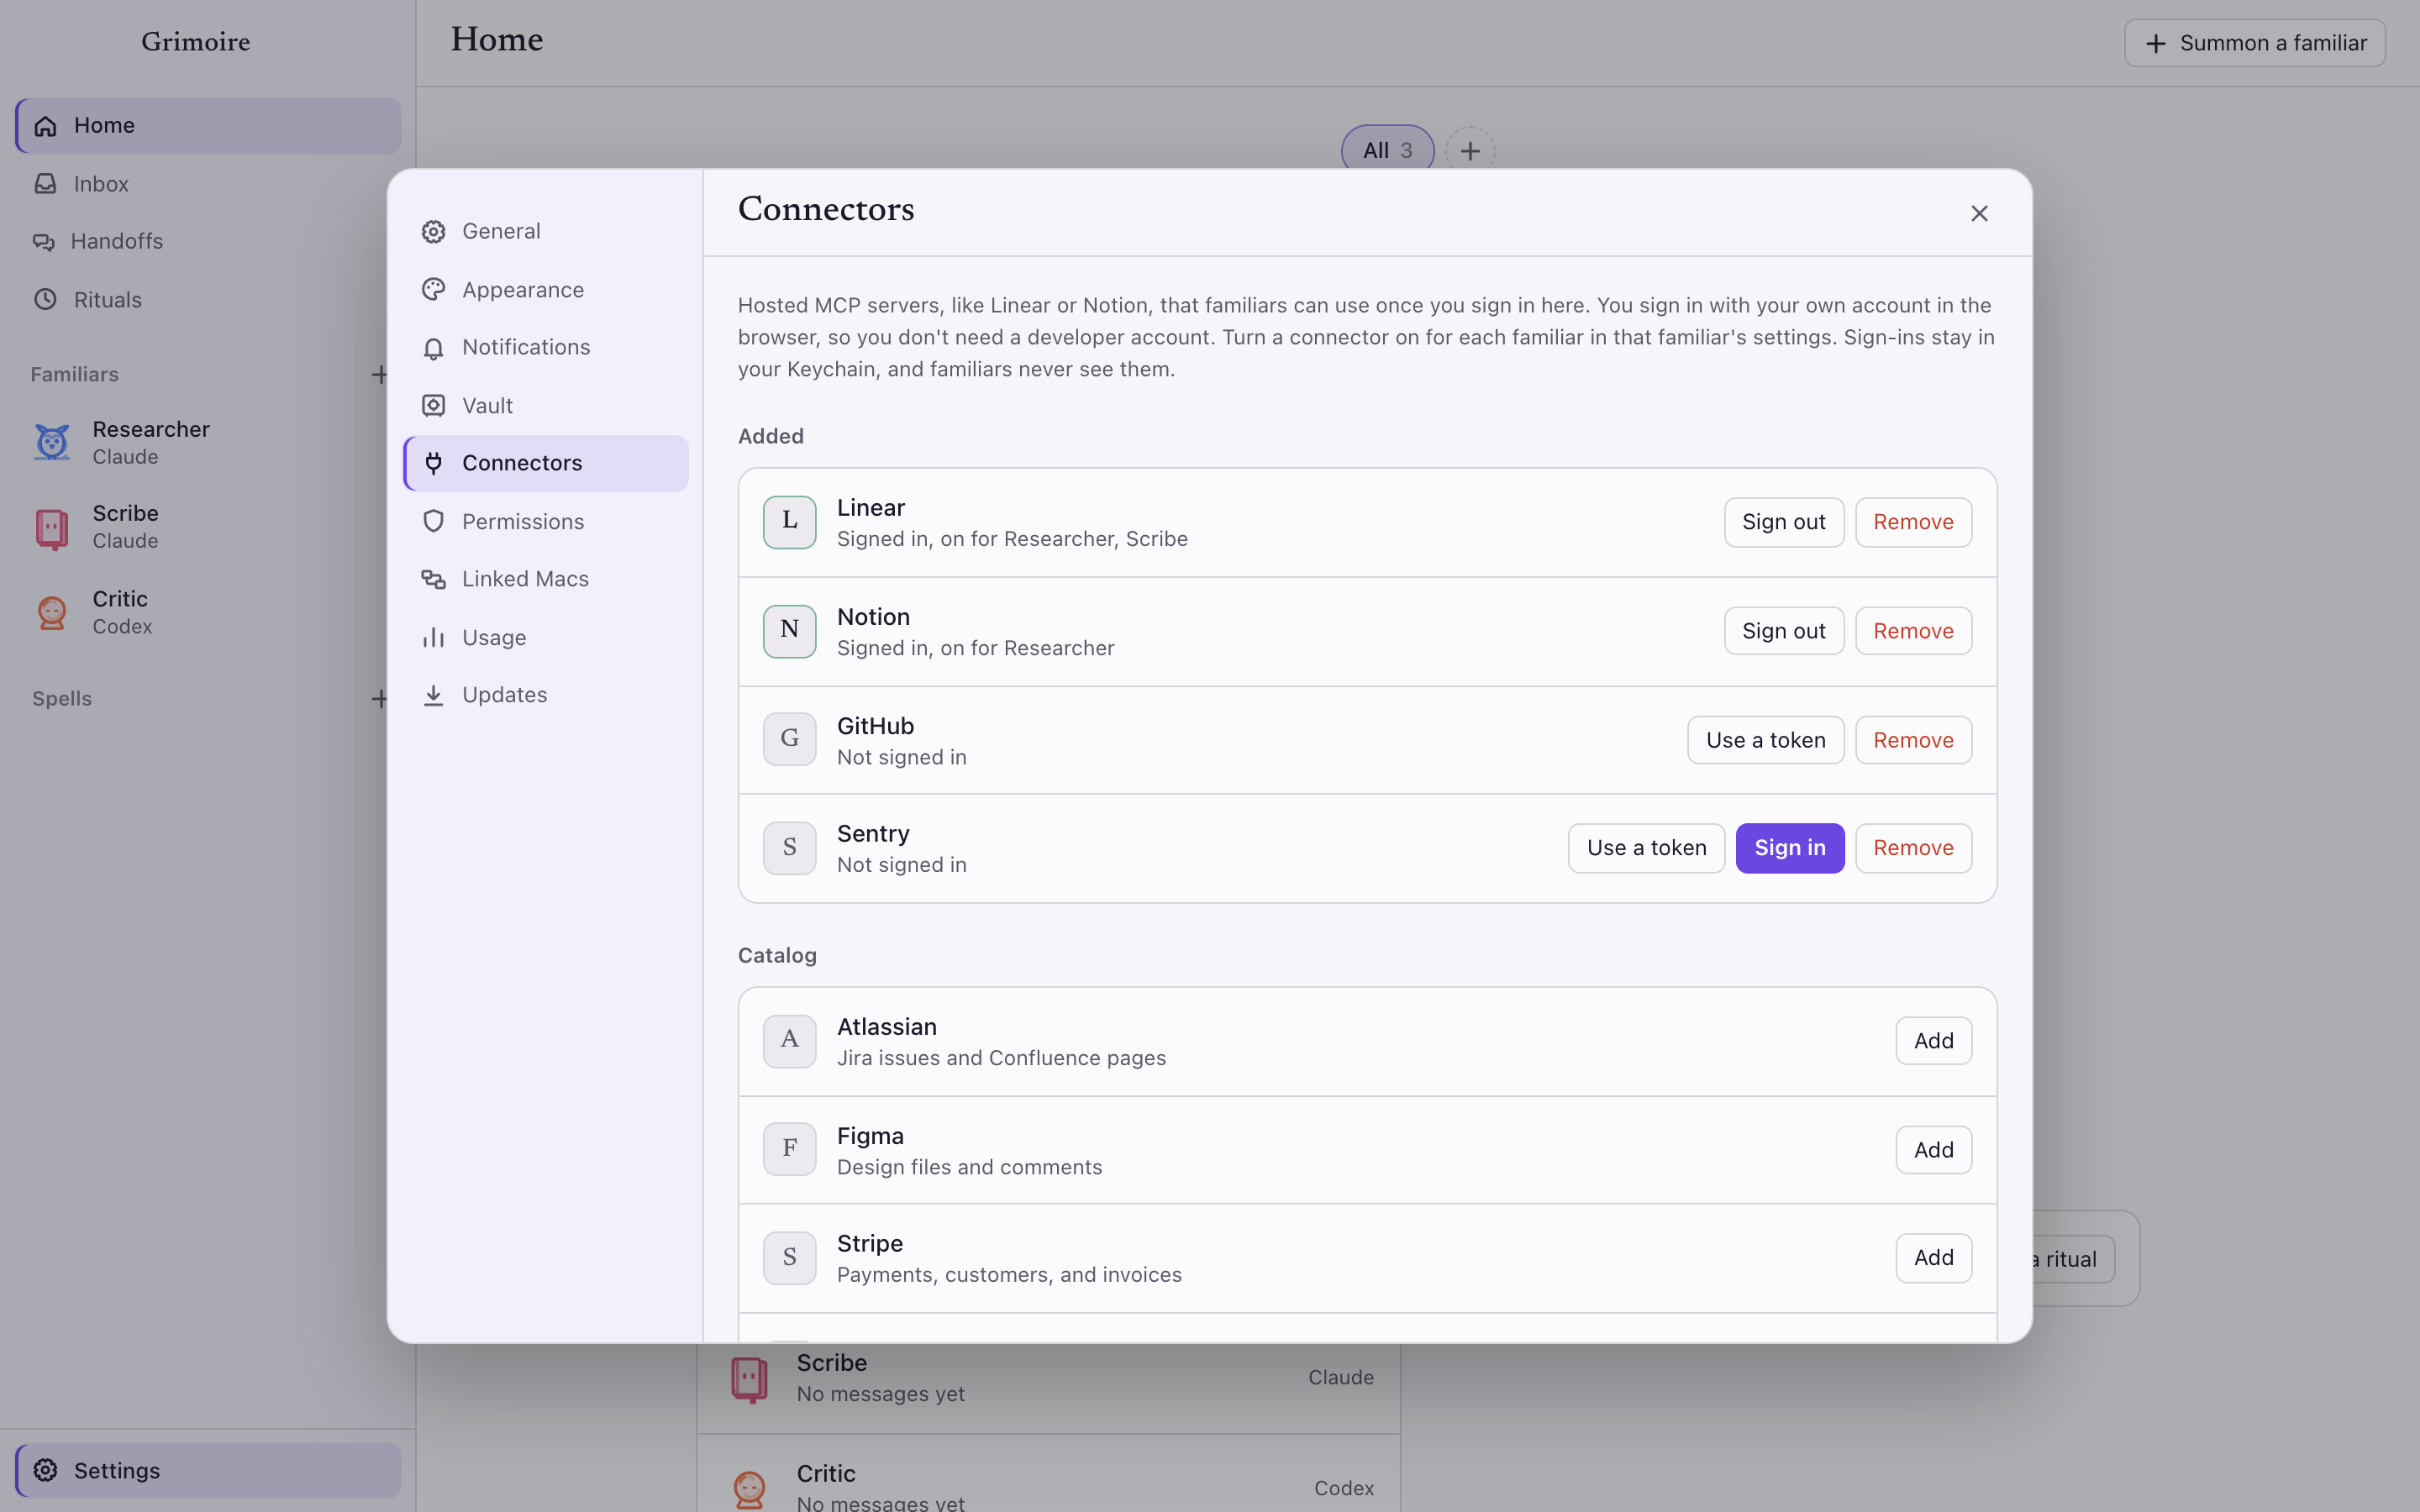 Grimoire
Home
Inbox
Handoffs
Rituals
Familiars
Researcher
Claude
Scribe
Claude
Critic
Codex
Spells
Settings
Home
Summon a familiar
All 3
General
Appearance
Notifications
Vault
Connectors
Permissions
Linked Macs
Usage
Updates
Connectors
Hosted MCP servers, like Linear or Notion, that familiars can use once you sign in here. You sign in with your own account in the
browser, so you don't need a developer account. Turn a connector on for each familiar in that familiar's settings. Sign-ins stay in
your Keychain, and familiars never see them.
Added
L
Linear
Signed in, on for Researcher, Scribe
Sign out
Remove
N
Notion
Signed in, on for Researcher
Sign out
Remove
G
GitHub
Not signed in
Use a token
Remove
S
Sentry
Not signed in
Use a token
Sign in
Remove
Catalog
A
Atlassian
Jira issues and Confluence pages
Add
F
Figma
Design files and comments
Add
S
Stripe
Payments, customers, and invoices
Add
a ritual
Scribe
No messages yet
Claude
Critic
No messages yet
Codex